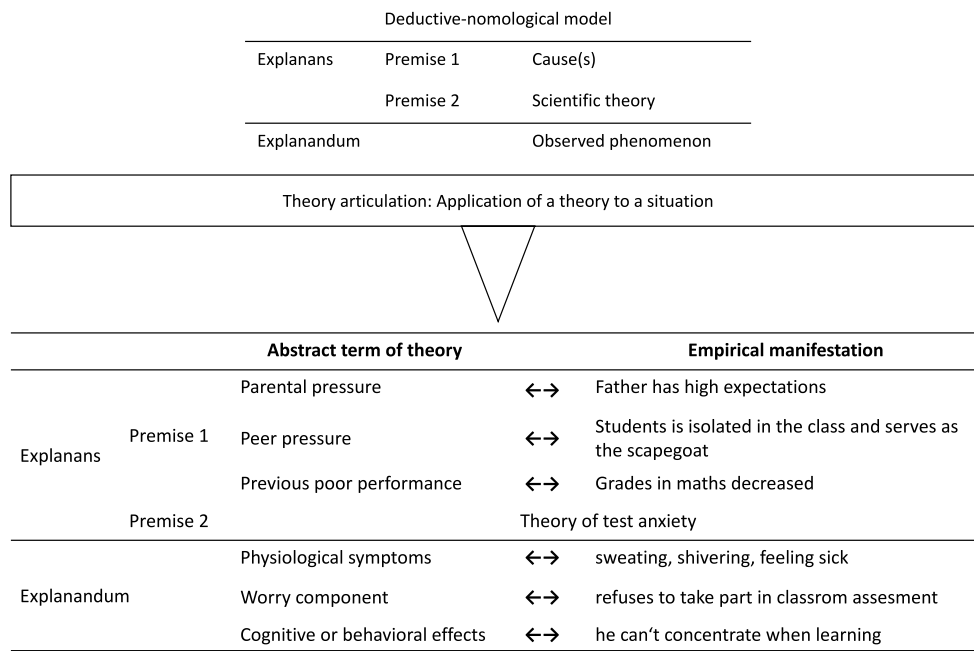 Deductive-nomological model
Explanans Premise 1 Cause(s)
Premise 2 Scientific theory
Explanandum Observed phenomenon
Theory articulation: Application of a theory to a situation
Abstract term of theory Empirical manifestation
Parental pressure ←→ Father has high expectations
Explanans Premise 1 Peer pressure ←→ Students is isolated in the class and serves as
the scapegoat
Previous poor performance ←→ Grades in maths decreased
Premise 2 Theory of test anxiety
Physiological symptoms ←→ sweating, shivering, feeling sick
Explanandum Worry component ←→ refuses to take part in classrom assesment
Cognitive or behavioral effects ←→ he can‘t concentrate when learning